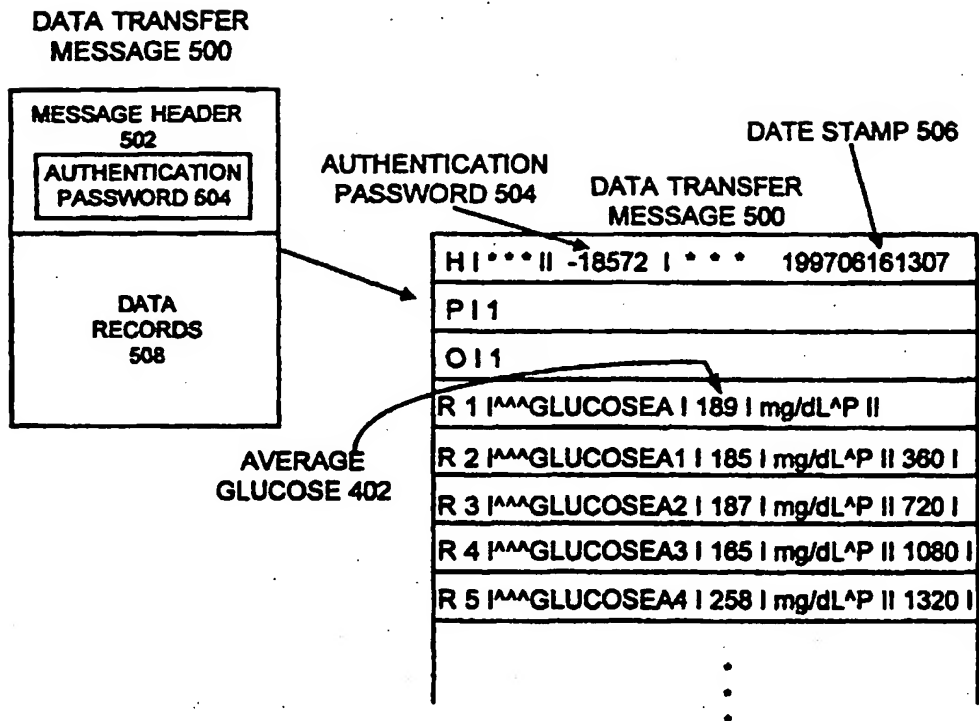 DATA TRANSFER
MESSAGE 500
MESSAGE HEADER
502
AUTHENTICATION
PASSWORD 504
DATA
RECORDS
508
AUTHENTICATION
PASSWORD 504
DATE STAMP 506
DATA TRANSFER
MESSAGE 500
H I * * * II -18572 I * * * 199706161307
P I 1
O I 1
R 1 I^^^GLUCOSEA I 189 I mg/dL^P II
R 2 I^^^GLUCOSEA1 I 185 I mg/dL^P II 360 I
R 3 I^^^GLUCOSEA2 I 187 I mg/dL^P II 720 I
R 4 I^^^GLUCOSEA3 I 165 I mg/dL^P II 1080 I
R 5 I^^^GLUCOSEA4 I 258 I mg/dL^P II 1320 I
AVERAGE
GLUCOSE 402